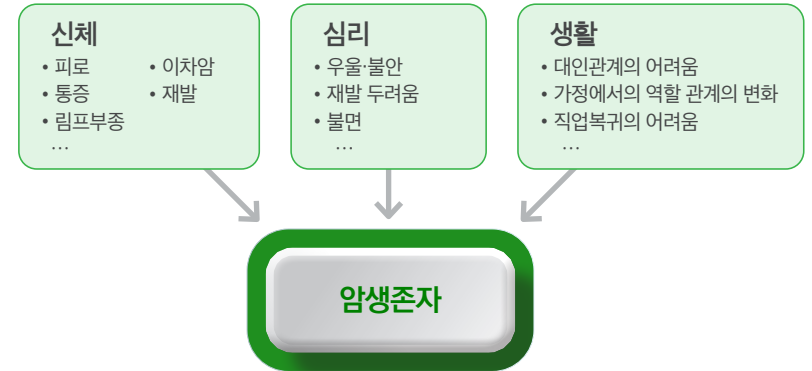 신체
• 피로 • 이차암
• 통증 • 재발
• 림프부종
…
심리
• 우울·불안
• 재발 두려움
• 불면
…
생활
• 대인관계의 어려움
• 가정에서의 역할 관계의 변화
• 직업복귀의 어려움
…
암생존자